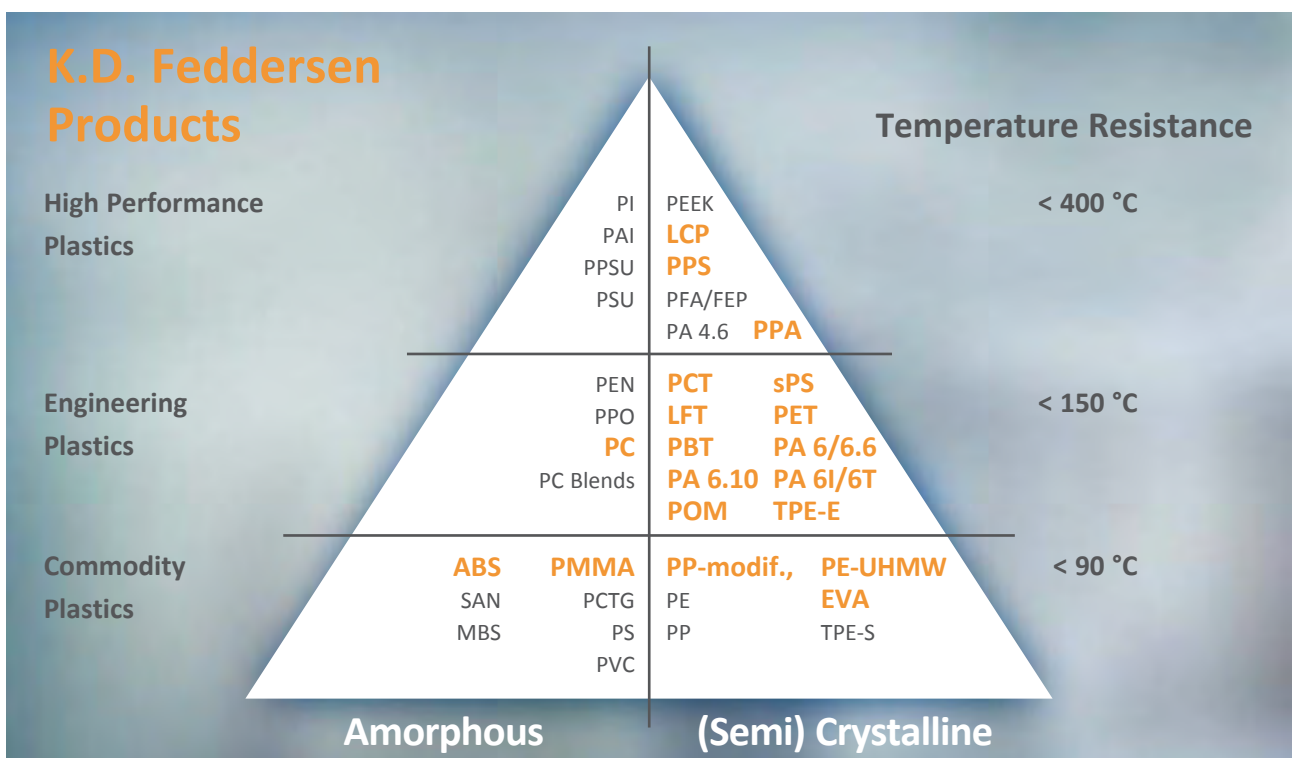 K.D. Feddersen
Products
Temperature Resistance
High Performance
Plastics
PI
PAI
PPSU
PSU
PEEK
LCP
PPS
PFA/FEP
PA 4.6 PPA
< 400 °C
Engineering
Plastics
PEN
PPO
PC
PC Blends
PCT sPS
LFT PET
PBT PA 6/6.6
PA 6.10 PA 6I/6T
POM TPE-E
< 150 °C
Commodity
Plastics
ABS PMMA
SAN PCTG
MBS PS
PVC
PP-modif., PE-UHMW
PE EVA
PP TPE-S
< 90 °C
Amorphous
(Semi) Crystalline